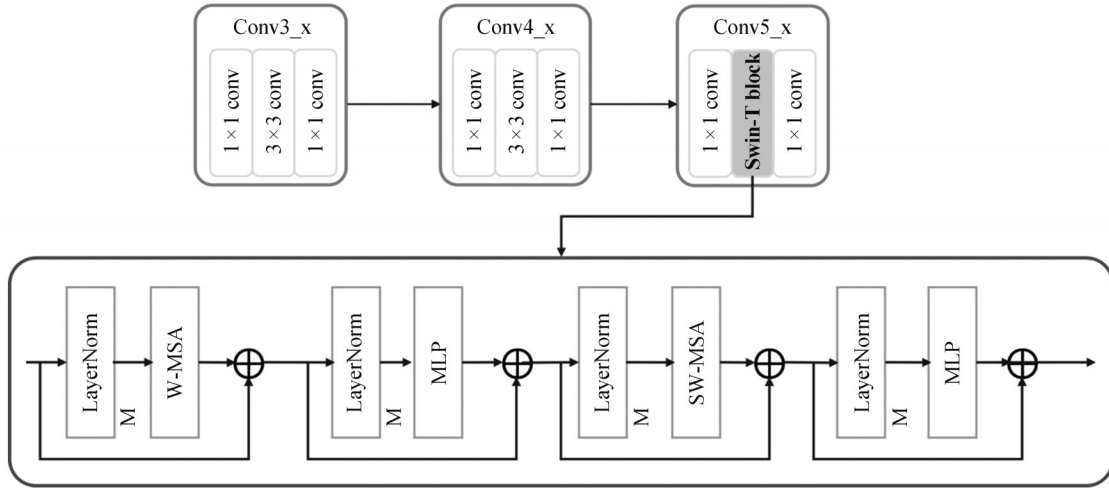 Conv3_x
1 × 1 conv
3 × 3 conv
1 × 1 conv
Conv4_x
1 × 1 conv
3 × 3 conv
1 × 1 conv
Conv5_x
1 × 1 conv
Swin-T block
1 × 1 conv
LayerNorm
M
W-MSA
LayerNorm
M
MLP
LayerNorm
M
SW-MSA
LayerNorm
M
MLP